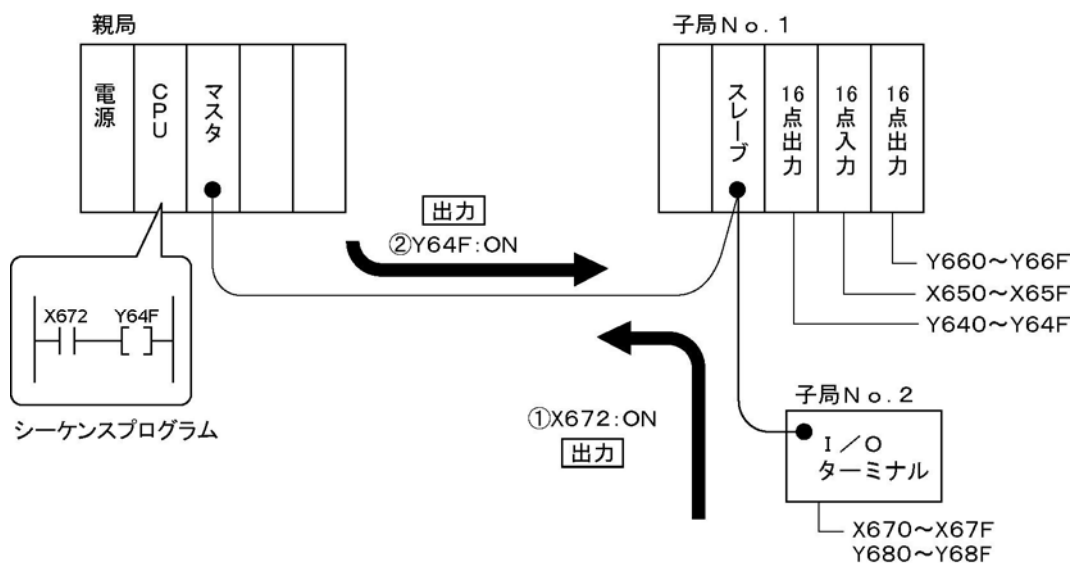 親局
電源
CPU
マスタ
出力
②Y64F:ON
X672 Y64F
シーケンスプログラム
子局No.1
スレーブ
16点出力
16点入力
16点出力
Y660~Y66F
X650~X65F
Y640~Y64F
①X672:ON
出力
子局No.2
I/O
ターミナル
X670~X67F
Y680~Y68F